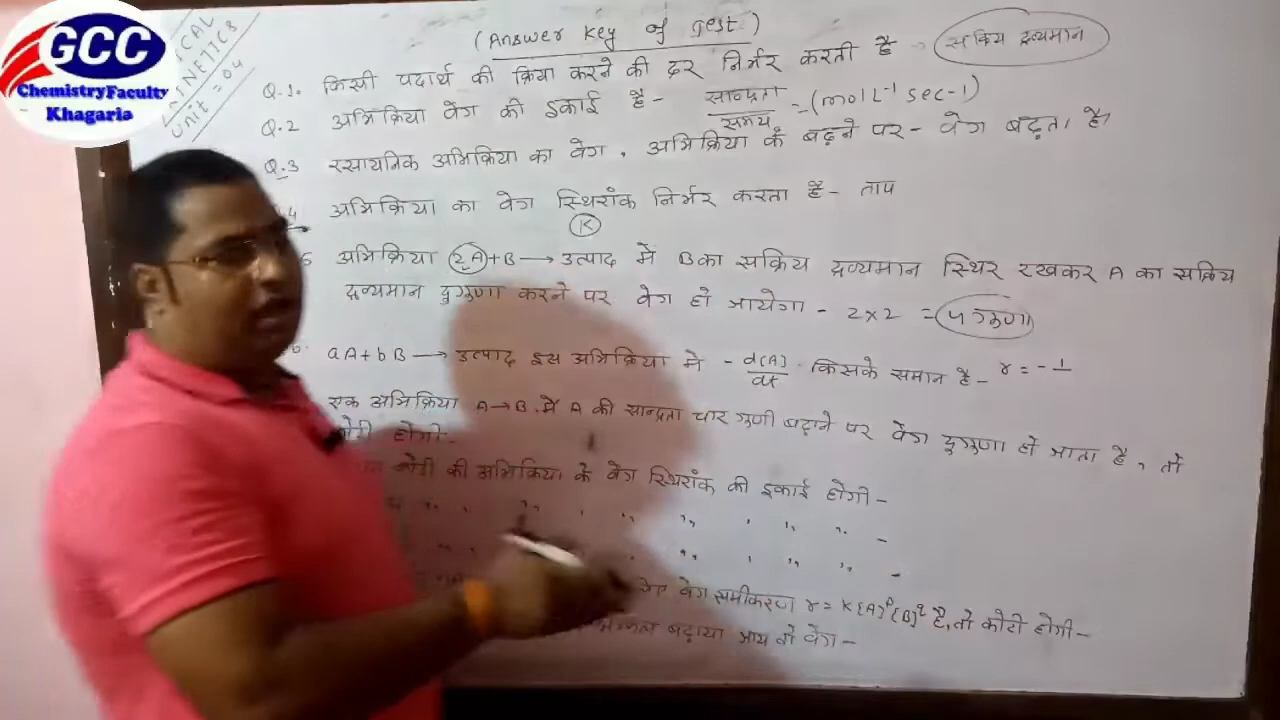 GCC
ChemistryFaculty
Khagaria
CAL
KINETICS
Unit = 04
(Answer Key of Test)
Q.1. किसी पदार्थ की क्रिया करने की दर निर्भर करती है - सक्रिय द्रव्यमान
Q.2 अभिक्रिया वेग की इकाई है - सान्द्रता / समय = (mol L⁻¹ sec-1)
Q.3 रसायनिक अभिक्रिया का वेग, अभिक्रिया के बढ़ने पर - वेग बढ़ता है,
4 अभिक्रिया का वेग स्थिरांक निर्भर करता है - ताप
K
5 अभिक्रिया 2A + B → उत्पाद में B का सक्रिय द्रव्यमान स्थिर रखकर A का सक्रिय
द्रव्यमान दुगुणा करने पर वेग हो जायेगा - 2×2 = 4 गुणा
aA + bB → उत्पाद इस अभिक्रिया में - d(A)/dt किसके समान है - r = - 1
एक अभिक्रिया A → B में A की सान्द्रता चार गुणी बढ़ाने पर वेग दुगुणा हो जाता है, तो
होगी -
कोटी की अभिक्रिया के वेग स्थिरांक की इकाई होगी -
" " " " " " -
" " " " -
वेग समीकरण r = K[A]ᵖ[B]^q है, तो कोटी होगी -
बढ़ाया जाय तो वेग -